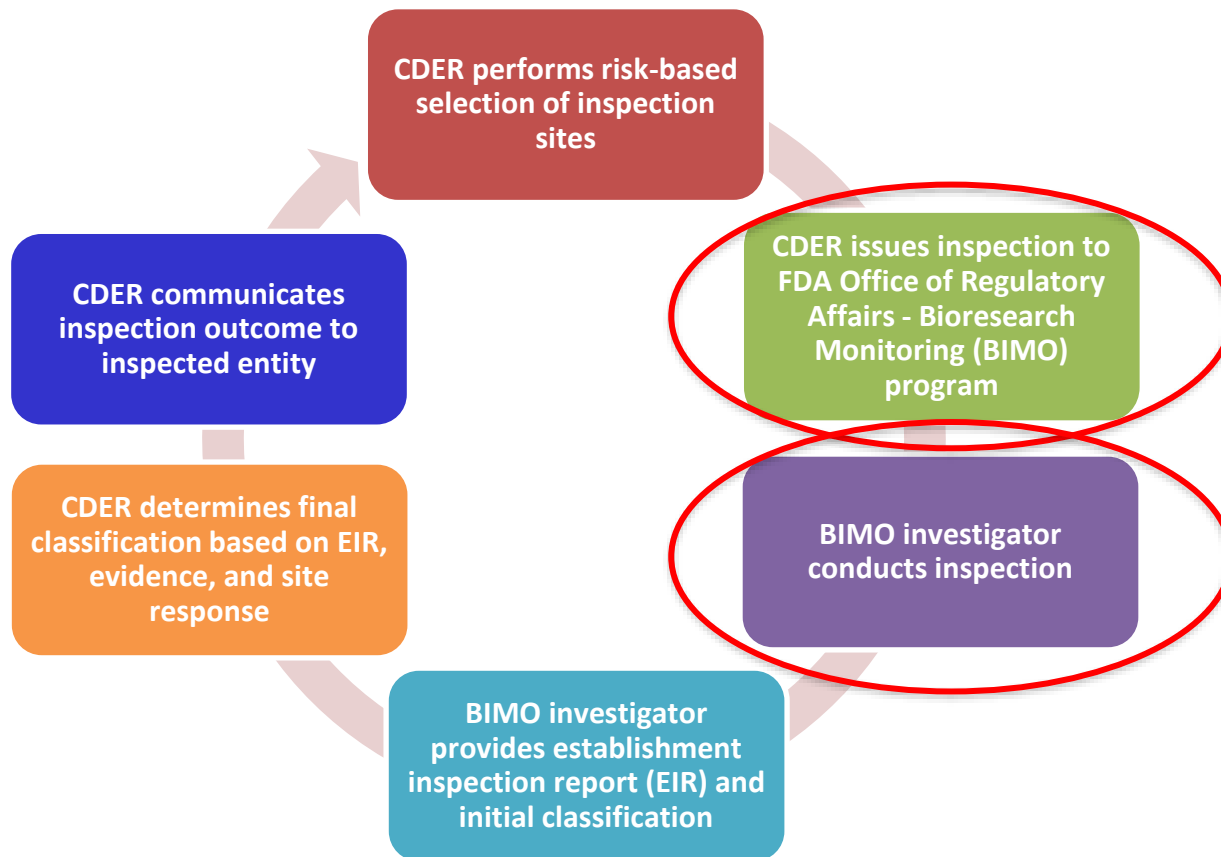 CDER performs risk-based
selection of inspection
sites
CDER issues inspection to
FDA Office of Regulatory
Affairs - Bioresearch
Monitoring (BIMO)
program
BIMO investigator
conducts inspection
BIMO investigator
provides establishment
inspection report (EIR) and
initial classification
CDER determines final
classification based on EIR,
evidence, and site
response
CDER communicates
inspection outcome to
inspected entity